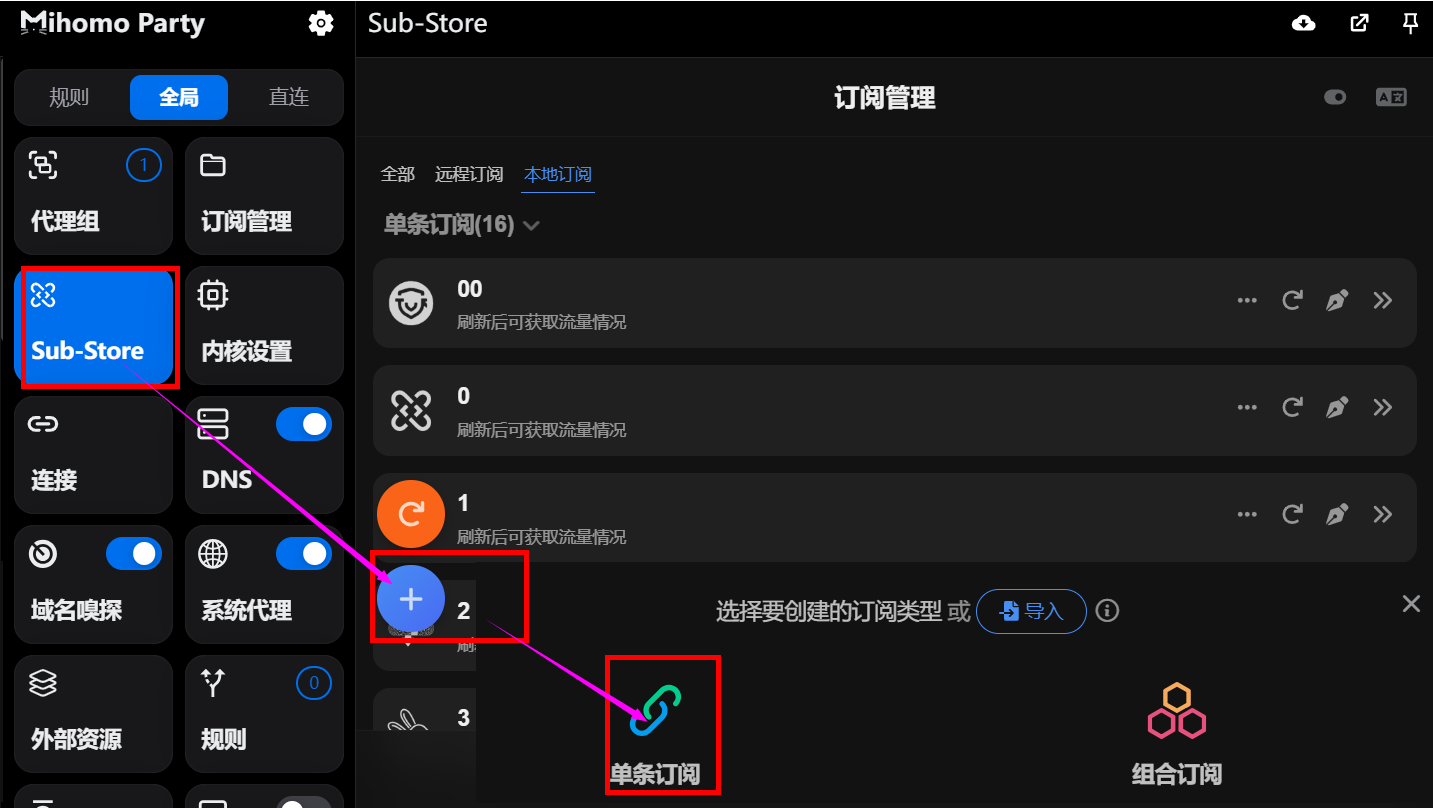 Mihomo Party
规则 全局 直连
1
代理组
订阅管理
Sub-Store
内核设置
连接
DNS
域名嗅探
系统代理
外部资源
0
规则
Sub-Store
订阅管理
全部 远程订阅 本地订阅
单条订阅(16)
00
刷新后可获取流量情况
0
刷新后可获取流量情况
1
刷新后可获取流量情况
2
刷
3
选择要创建的订阅类型 或 导入
单条订阅
组合订阅